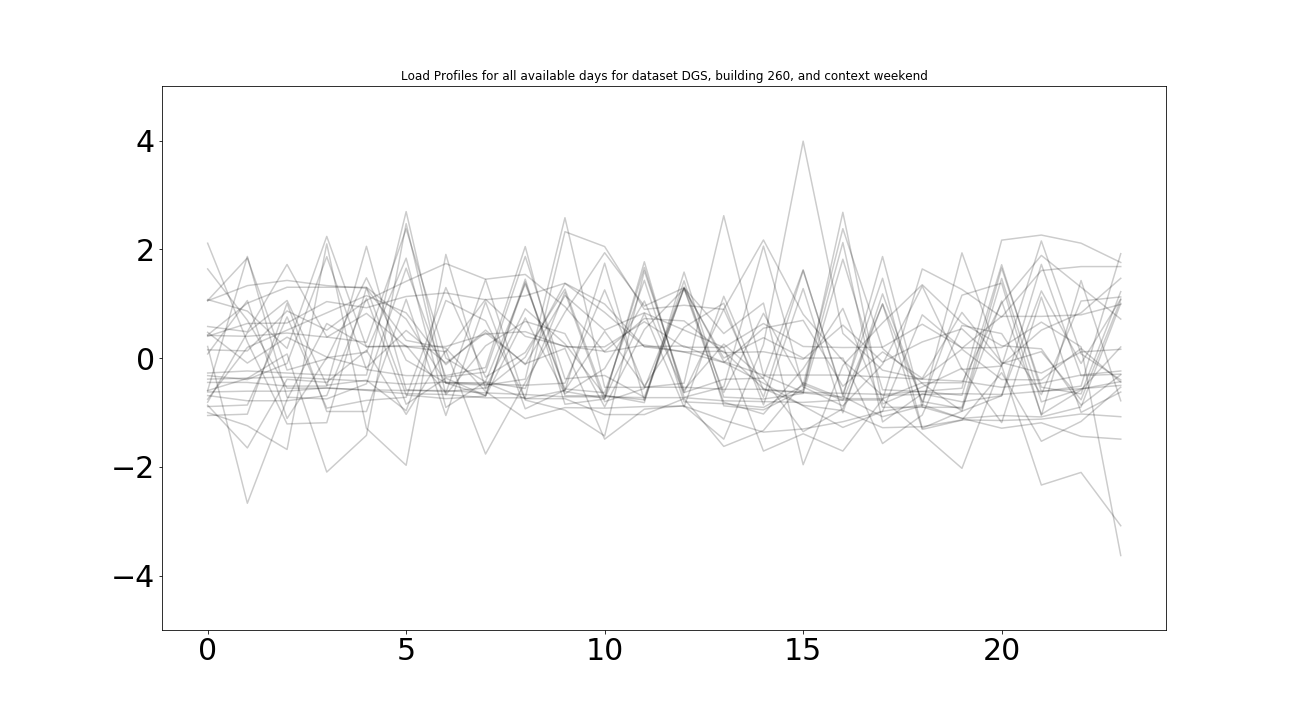 Load Profiles for all available days for dataset DGS, building 260, and context weekend
4
2
0
−2
−4
0 5 10 15 20